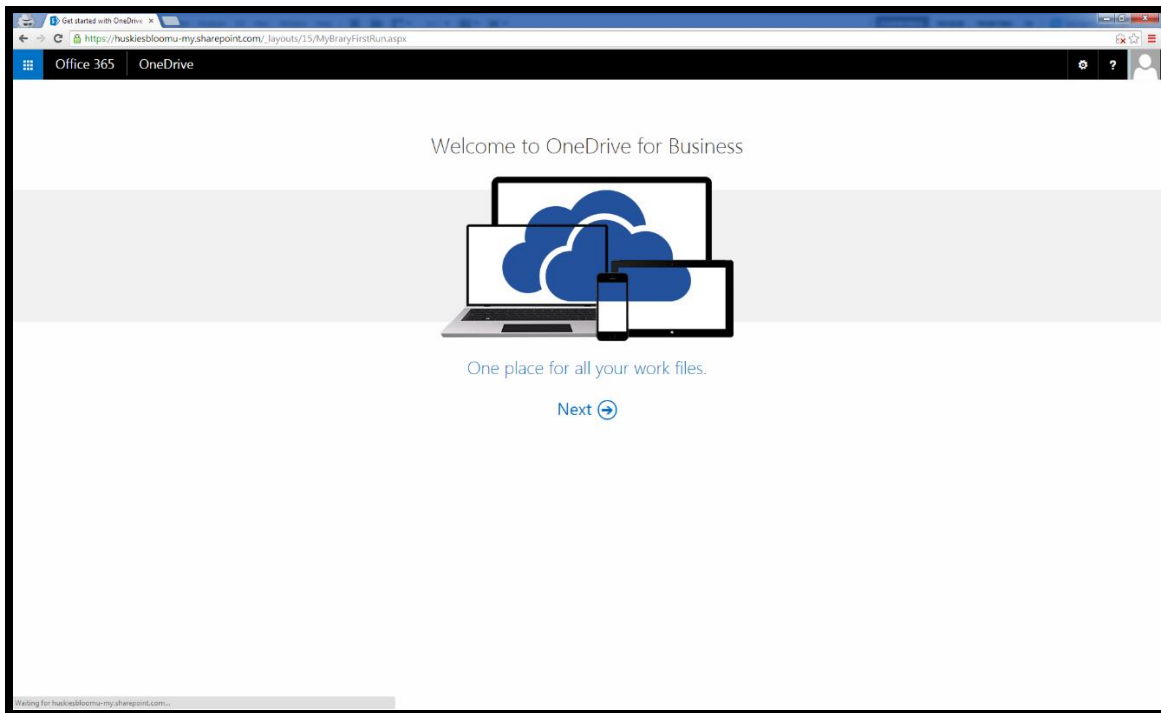 Get started with OneDrive
https://huskiesbloomu-my.sharepoint.com/_layouts/15/MyBraryFirstRun.aspx
Office 365 OneDrive ?
Welcome to OneDrive for Business
One place for all your work files.
Next
Waiting for huskiesbloomu-my.sharepoint.com...